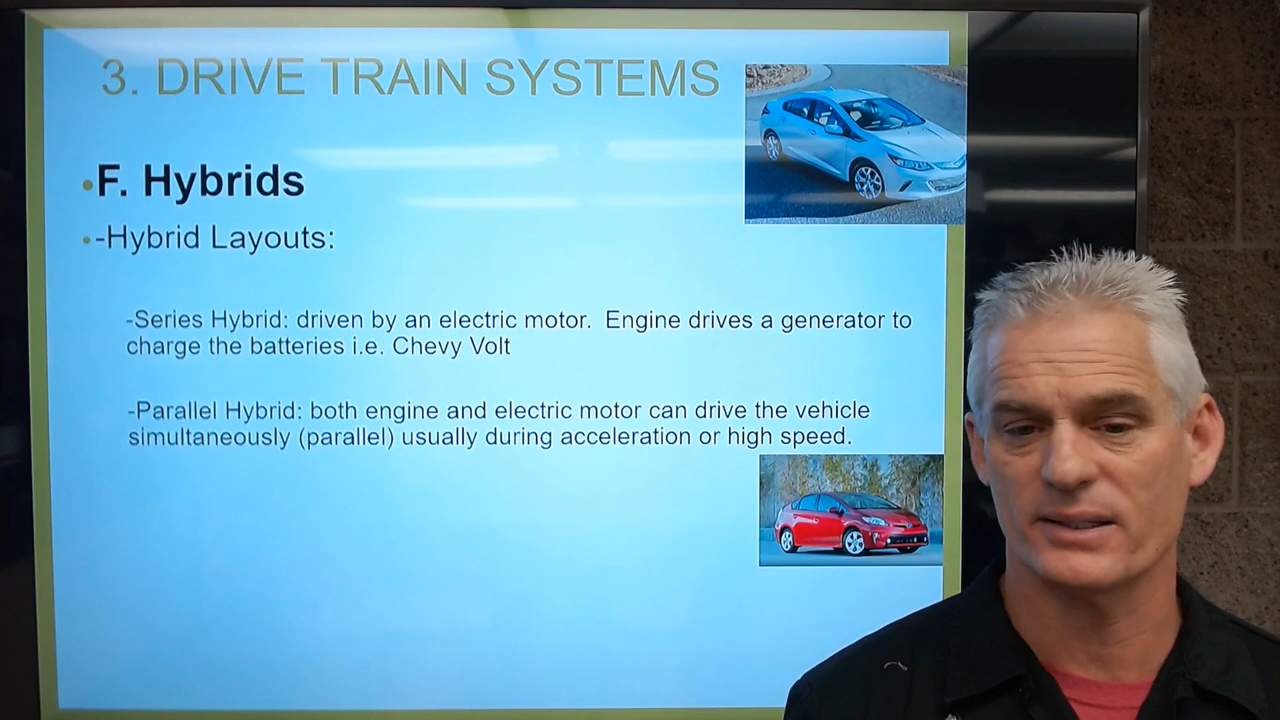 3. DRIVE TRAIN SYSTEMS
•F. Hybrids
•-Hybrid Layouts:
-Series Hybrid: driven by an electric motor.  Engine drives a generator to
charge the batteries i.e. Chevy Volt
-Parallel Hybrid: both engine and electric motor can drive the vehicle
simultaneously (parallel) usually during acceleration or high speed.